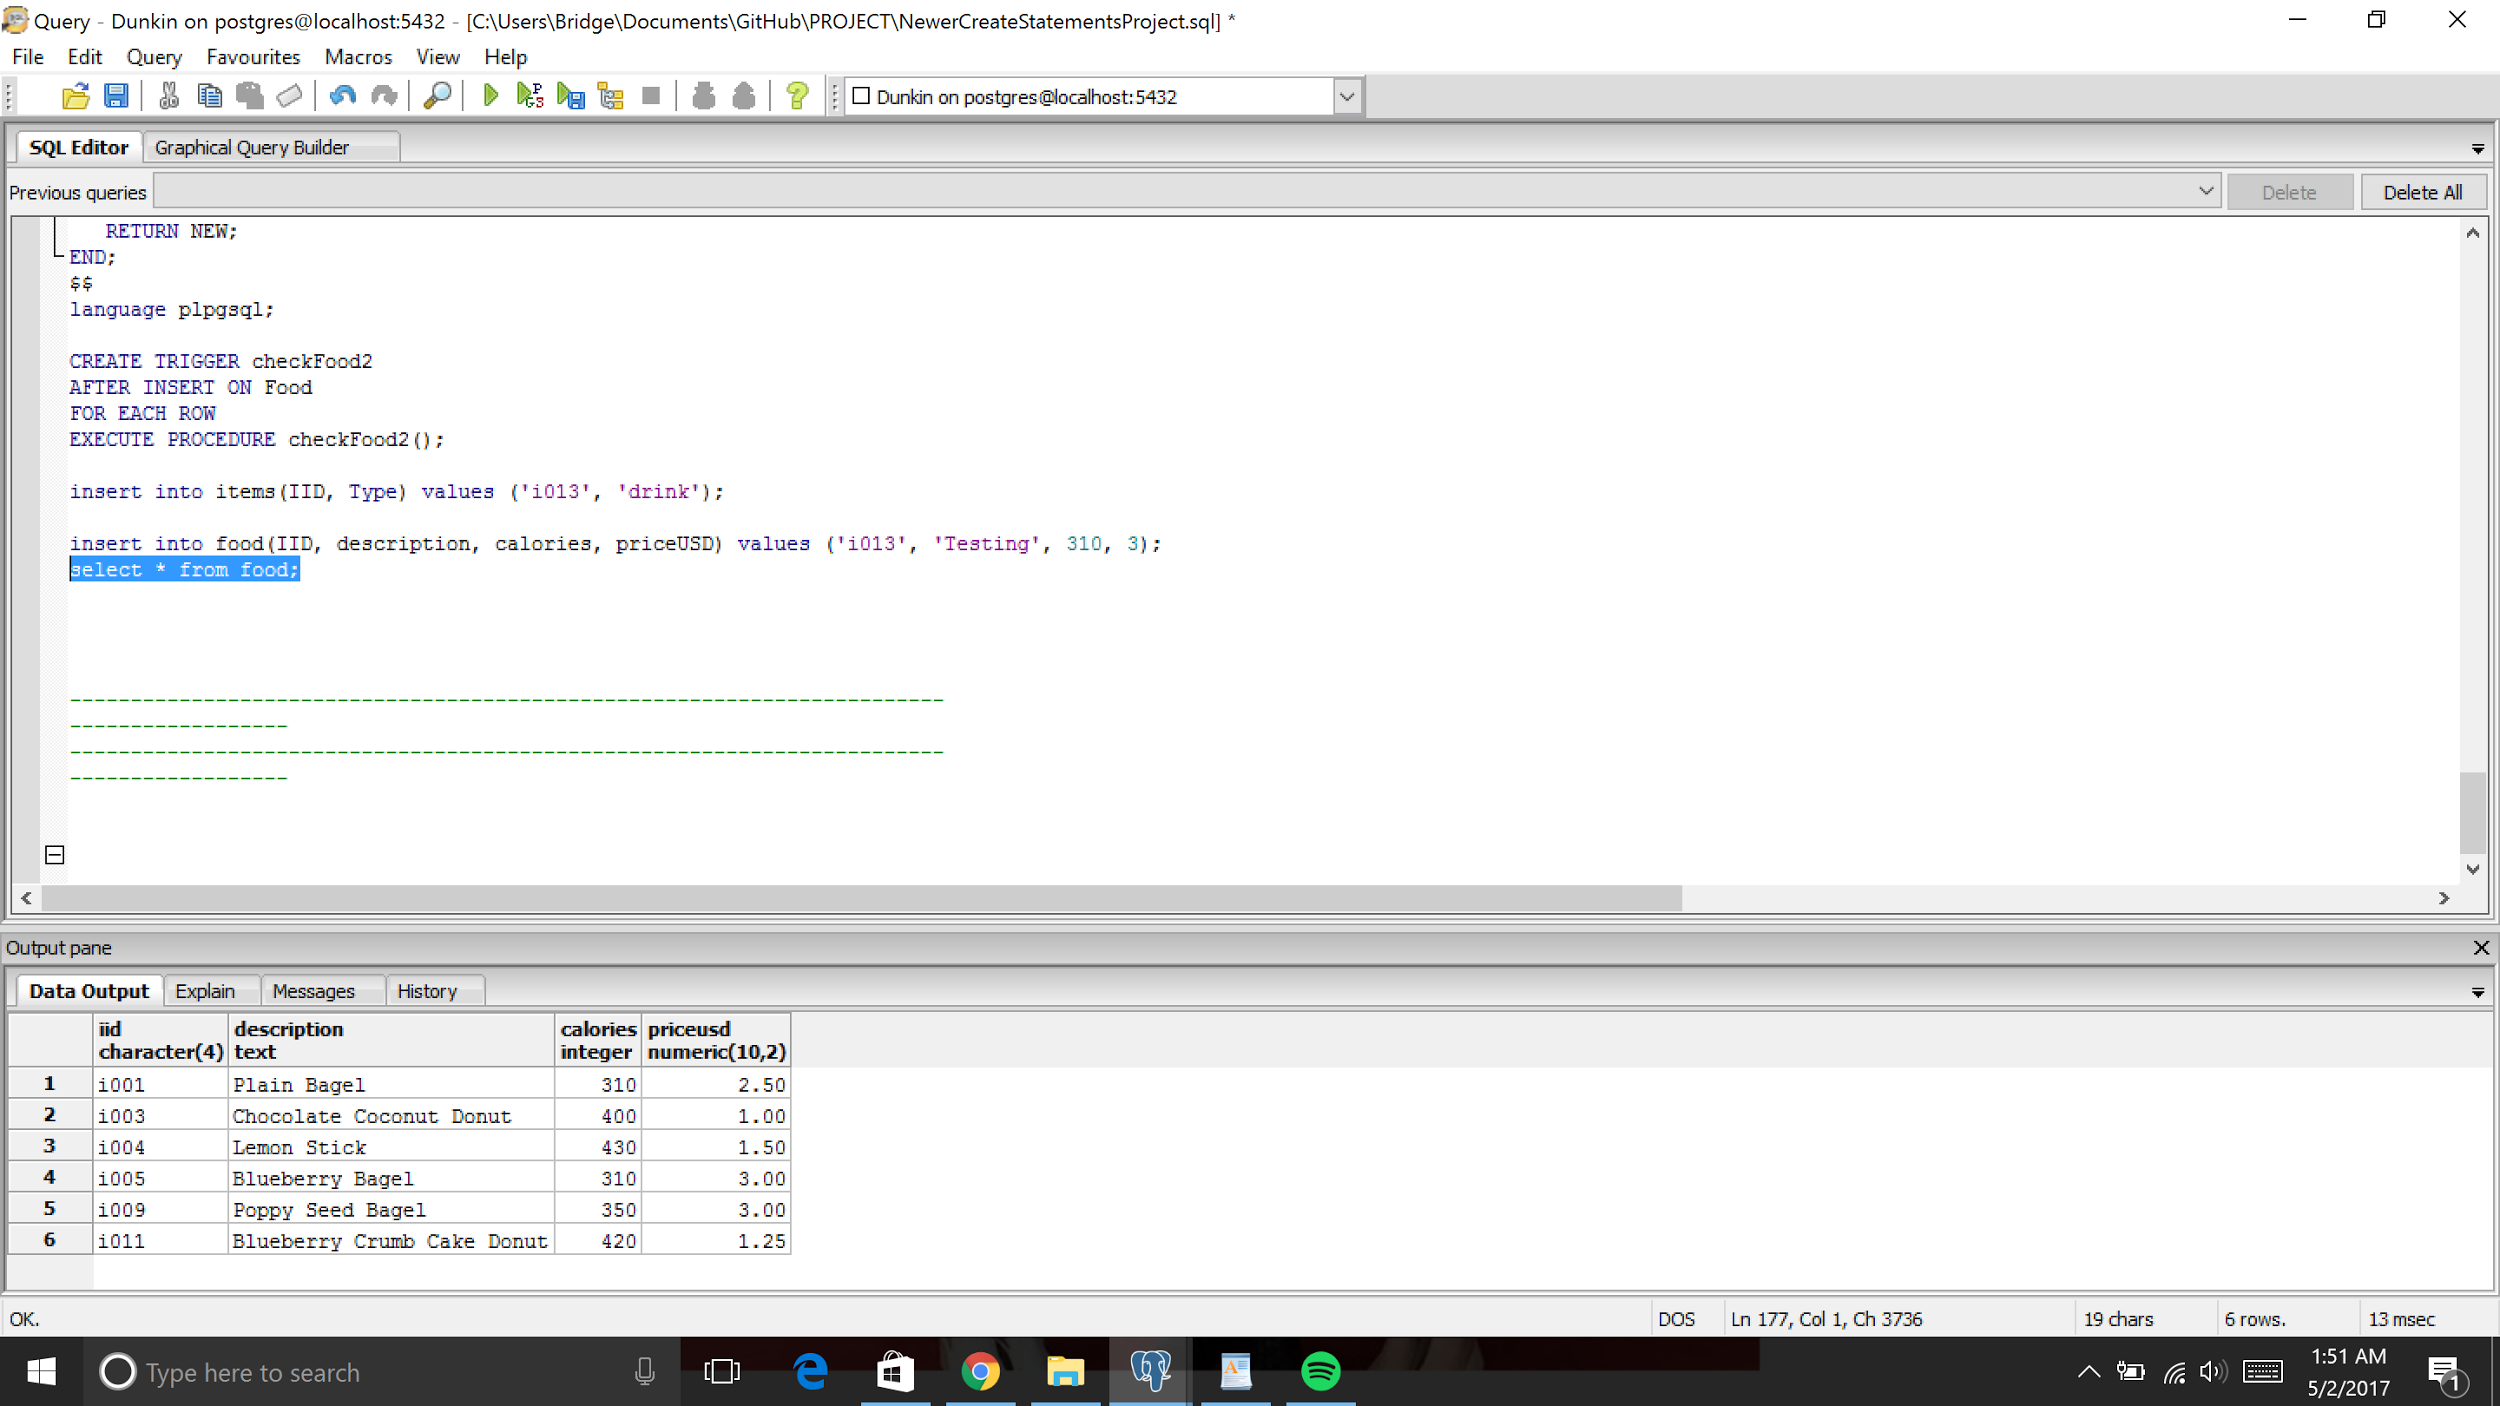 Query - Dunkin on postgres@localhost:5432 - [C:\Users\Bridge\Documents\GitHub\PROJECT\NewerCreateStatementsProject.sql] *
File Edit Query Favourites Macros View Help
Dunkin on postgres@localhost:5432
SQL Editor Graphical Query Builder
Previous queries Delete Delete All
RETURN NEW;
END;
$$
language plpgsql;
CREATE TRIGGER checkFood2
AFTER INSERT ON Food
FOR EACH ROW
EXECUTE PROCEDURE checkFood2();
insert into items(IID, Type) values ('i013', 'drink');
insert into food(IID, description, calories, priceUSD) values ('i013', 'Testing', 310, 3);
select * from food;
------------------------------------------------------------------------
------------------
------------------------------------------------------------------------
------------------
Output pane
Data Output Explain Messages History
iid description calories priceusd
character(4) text integer numeric(10,2)
1 i001 Plain Bagel 310 2.50
2 i003 Chocolate Coconut Donut 400 1.00
3 i004 Lemon Stick 430 1.50
4 i005 Blueberry Bagel 310 3.00
5 i009 Poppy Seed Bagel 350 3.00
6 i011 Blueberry Crumb Cake Donut 420 1.25
OK. DOS Ln 177, Col 1, Ch 3736 19 chars 6 rows. 13 msec
Type here to search
1:51 AM
5/2/2017
1